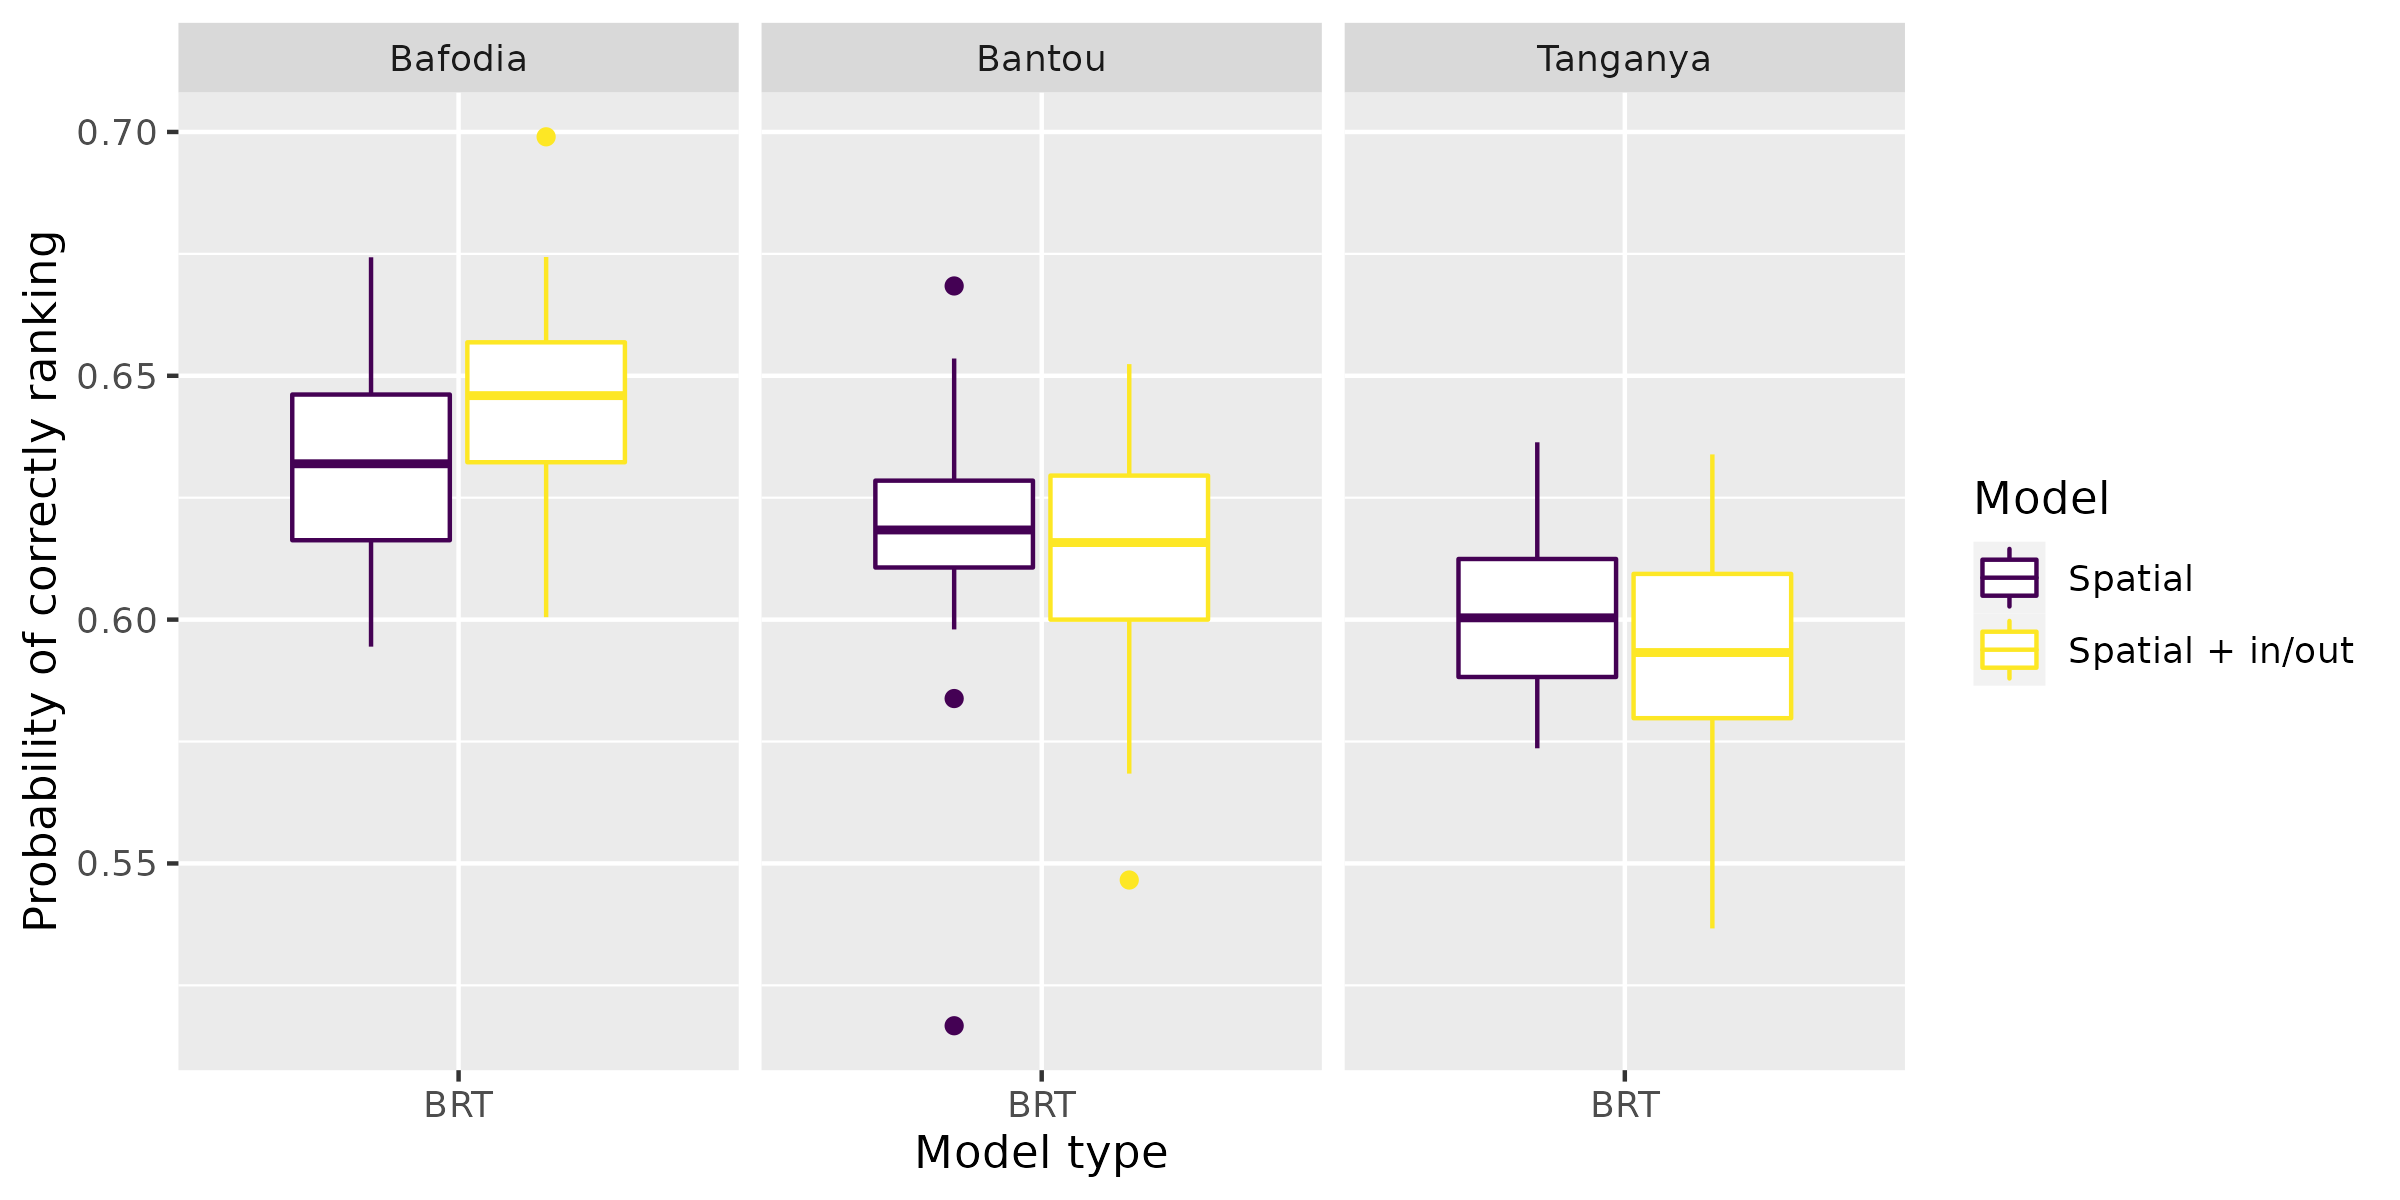 Bafodia
Bantou
Tanganya
Probability of correctly ranking
0.70
0.65
0.60
0.55
BRT
BRT
BRT
Model type
Model
Spatial
Spatial + in/out